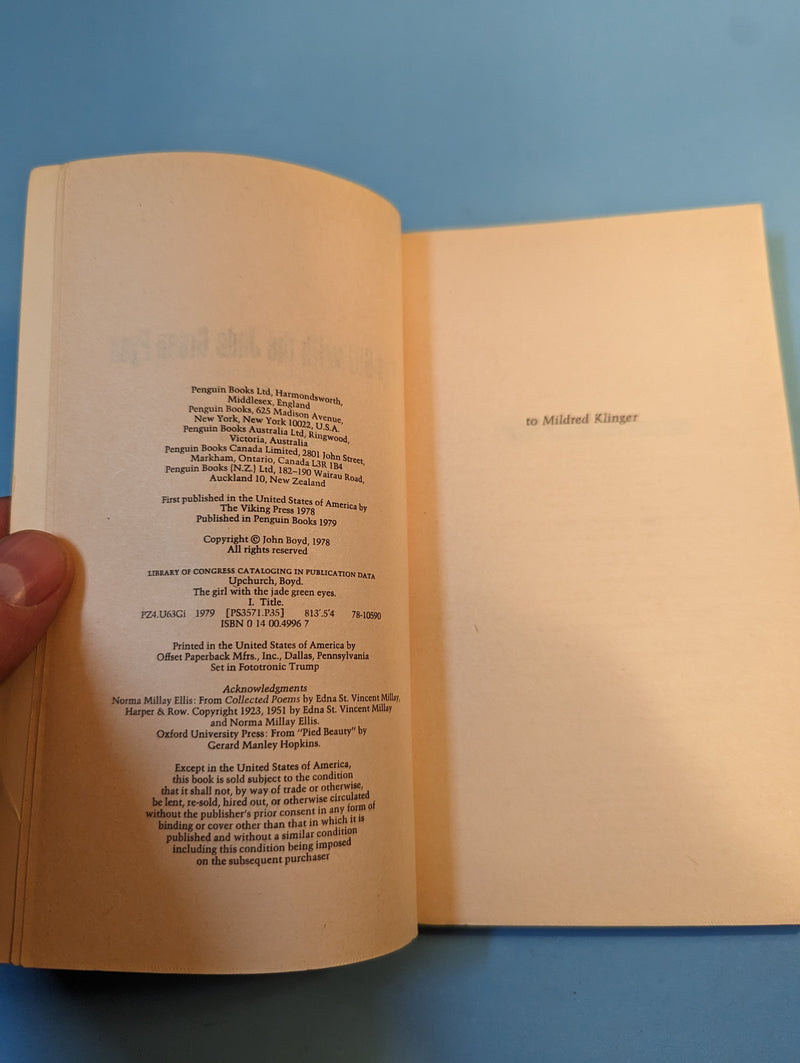 Penguin Books Ltd, Harmondsworth,
Middlesex, England
Penguin Books, 625 Madison Avenue,
New York, New York 10022, U.S.A.
Penguin Books Australia Ltd, Ringwood,
Victoria, Australia
Penguin Books Canada Limited, 2801 John Street,
Markham, Ontario, Canada L3R 1B4
Penguin Books (N.Z.) Ltd, 182–190 Wairau Road,
Auckland 10, New Zealand
First published in the United States of America by
The Viking Press 1978
Published in Penguin Books 1979
Copyright © John Boyd, 1978
All rights reserved
LIBRARY OF CONGRESS CATALOGING IN PUBLICATION DATA
Upchurch, Boyd.
The girl with the jade green eyes.
I. Title.
PZ4.U63Gi 1979 [PS3571.P35] 813'.5'4 78-10590
ISBN 0 14 00.4996 7
Printed in the United States of America by
Offset Paperback Mfrs., Inc., Dallas, Pennsylvania
Set in Fototronic Trump
Acknowledgments
Norma Millay Ellis: From Collected Poems by Edna St. Vincent Millay,
Harper & Row. Copyright 1923, 1951 by Edna St. Vincent Millay
and Norma Millay Ellis.
Oxford University Press: From "Pied Beauty" by
Gerard Manley Hopkins.
Except in the United States of America,
this book is sold subject to the condition
that it shall not, by way of trade or otherwise,
be lent, re-sold, hired out, or otherwise circulated
without the publisher's prior consent in any form of
binding or cover other than that in which it is
published and without a similar condition
including this condition being imposed
on the subsequent purchaser
to Mildred Klinger